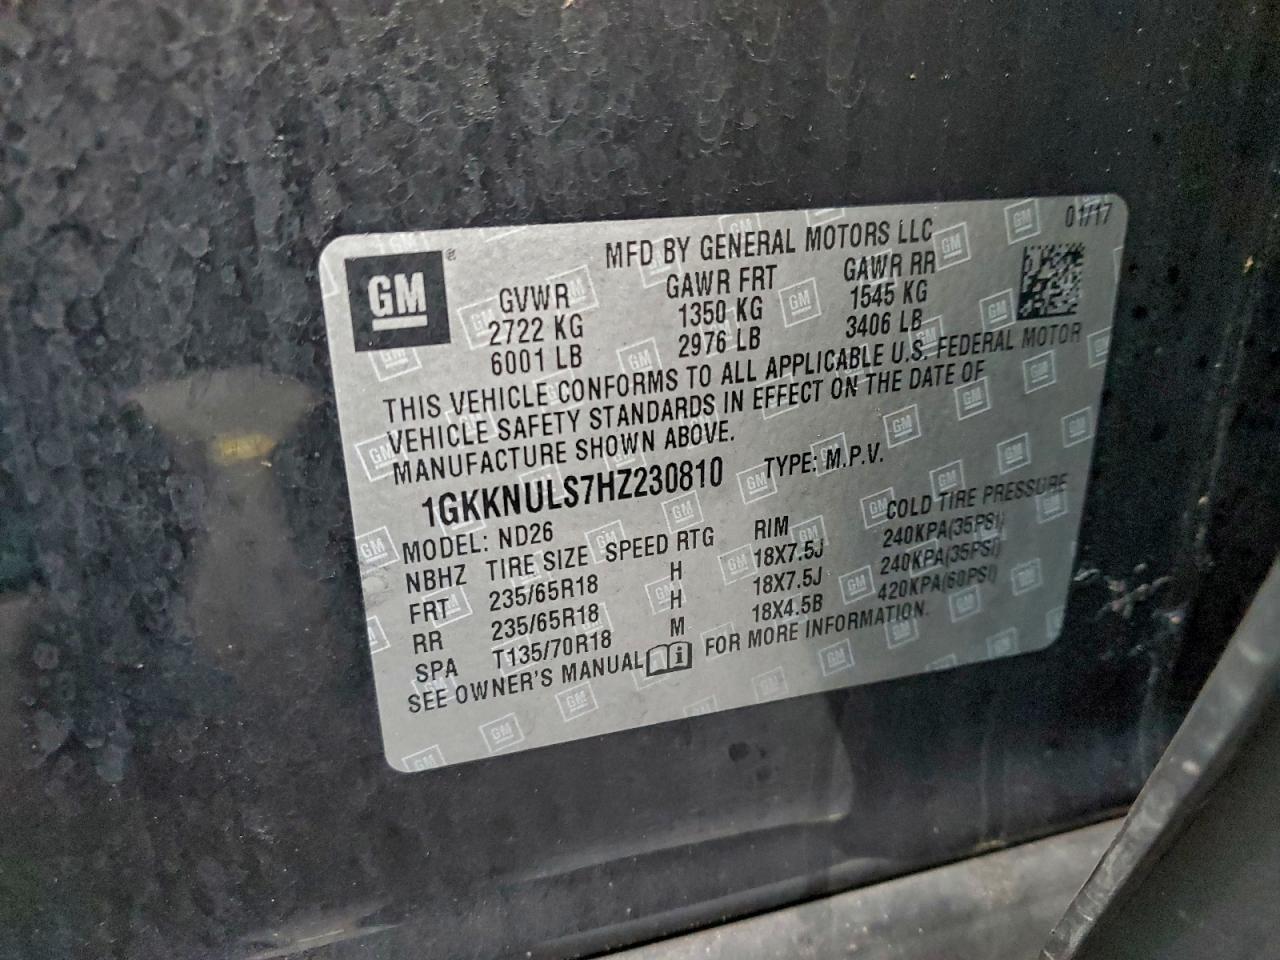 GM®
MFD BY GENERAL MOTORS LLC 01/17
GVWR GAWR FRT GAWR RR
2722 KG 1350 KG 1545 KG
6001 LB 2976 LB 3406 LB
THIS VEHICLE CONFORMS TO ALL APPLICABLE U.S. FEDERAL MOTOR
VEHICLE SAFETY STANDARDS IN EFFECT ON THE DATE OF
MANUFACTURE SHOWN ABOVE.
1GKKNULS7HZ230810 TYPE: M.P.V.
MODEL: ND26
NBHZ TIRE SIZE SPEED RTG RIM COLD TIRE PRESSURE
FRT 235/65R18 H 18X7.5J 240KPA(35PSI)
RR 235/65R18 H 18X7.5J 240KPA(35PSI)
SPA T135/70R18 M 18X4.5B 420KPA(60PSI)
SEE OWNER'S MANUAL FOR MORE INFORMATION.